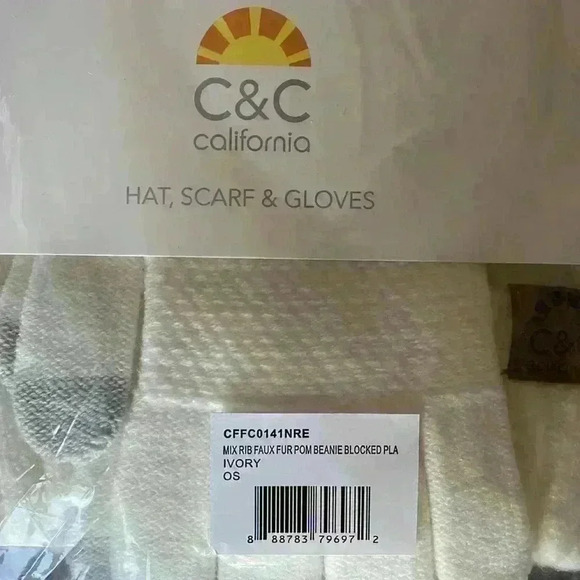 C&C
california
HAT, SCARF & GLOVES
C&
CFFC0141NRE
MIX RIB FAUX FUR POM BEANIE BLOCKED PLA
IVORY
OS
8 88783 79697 2